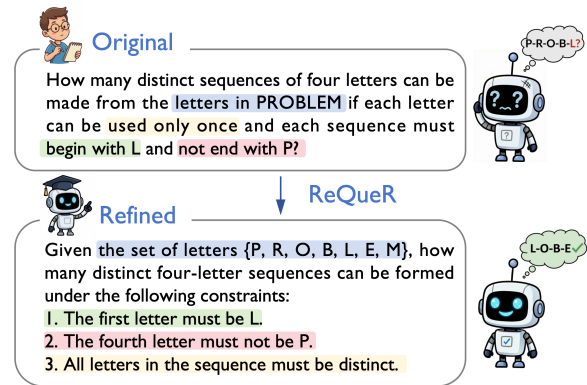 Original
P-R-O-B-L?
How many distinct sequences of four letters can be
made from the letters in PROBLEM if each letter
can be used only once and each sequence must
begin with L and not end with P?
? ?
?
ReQueR
Refined
Given the set of letters {P, R, O, B, L, E, M}, how
many distinct four-letter sequences can be formed
under the following constraints:
1. The first letter must be L.
2. The fourth letter must not be P.
3. All letters in the sequence must be distinct.
L-O-B-E✓